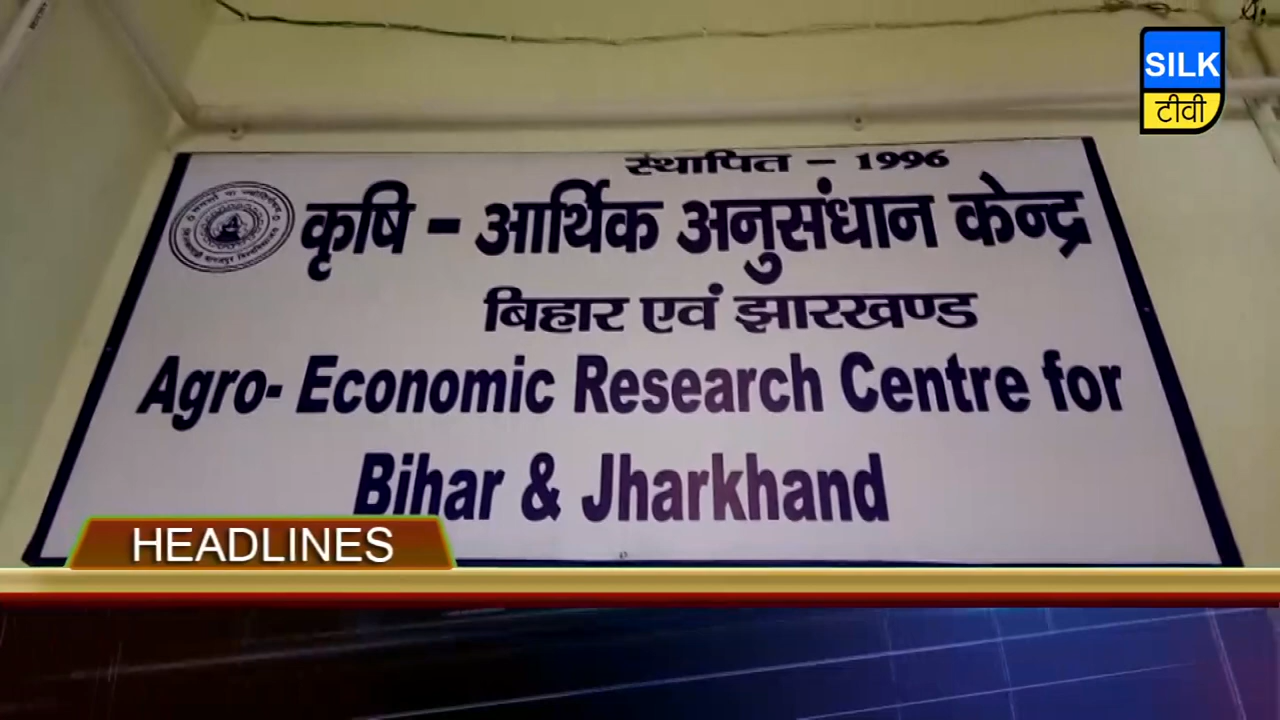 SILK
टीवी
स्थापित - 1996
कृषि - आर्थिक अनुसंधान केन्द्र
बिहार एवं झारखण्ड
Agro- Economic Research Centre for
Bihar & Jharkhand
HEADLINES